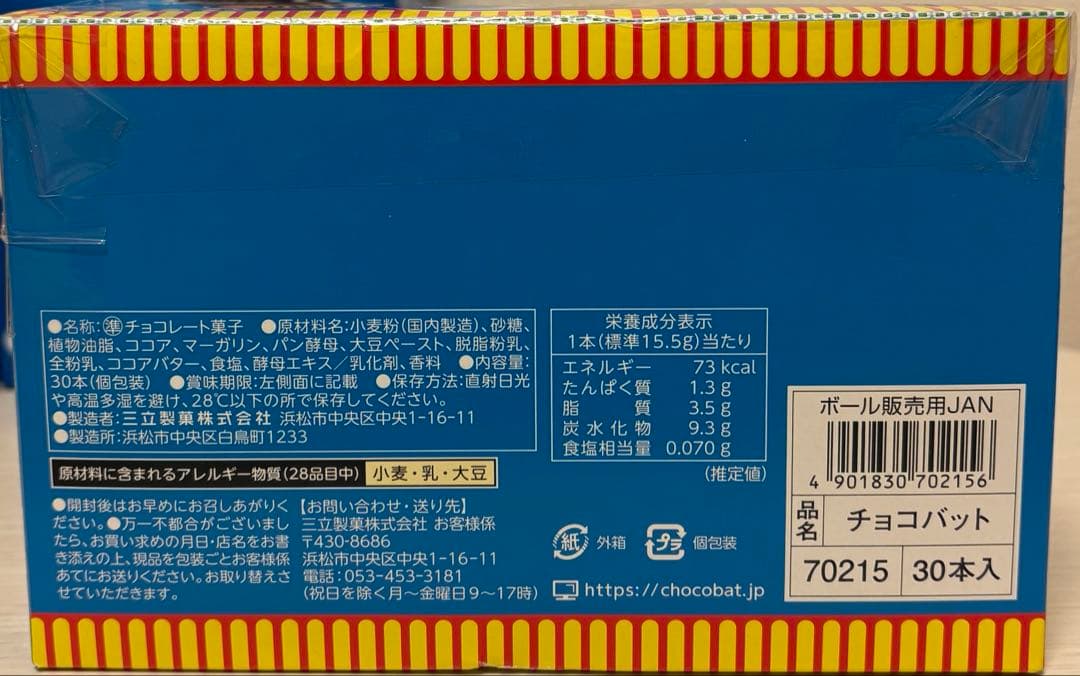 ●名称:㊜チョコレート菓子 ●原材料名:小麦粉(国内製造)、砂糖、
植物油脂、ココア、マーガリン、パン酵母、大豆ペースト、脱脂粉乳、
全粉乳、ココアバター、食塩、酵母エキス/乳化剤、香料 ●内容量:
30本(個包装) ●賞味期限:左側面に記載 ●保存方法:直射日光
や高温多湿を避け、28℃以下の所で保存してください。
●製造者:三立製菓株式会社 浜松市中央区中央1-16-11
●製造所:浜松市中央区白鳥町1233
原材料に含まれるアレルギー物質(28品目中) 小麦・乳・大豆
●開封後はお早めにお召しあがりく
ださい。●万一不都合がございまし
たら、お買い求めの月日・店名をお書
き添えの上、現品を包装ごとお客様係
あてにお送りください。お取り替えさ
せていただきます。
【お問い合わせ・送り先】
三立製菓株式会社 お客様係
〒430-8686
浜松市中央区中央1-16-11
電話:053-453-3181
(祝日を除く月~金曜日9~17時)
栄養成分表示
1本(標準15.5g)当たり
エネルギー 73 kcal
たんぱく質 1.3 g
脂質 3.5 g
炭水化物 9.3 g
食塩相当量 0.070 g
(推定値)
紙 外箱 プラ 個包装
https://chocobat.jp
ボール販売用JAN
4 901830 702156
品名 チョコバット
70215 30本入